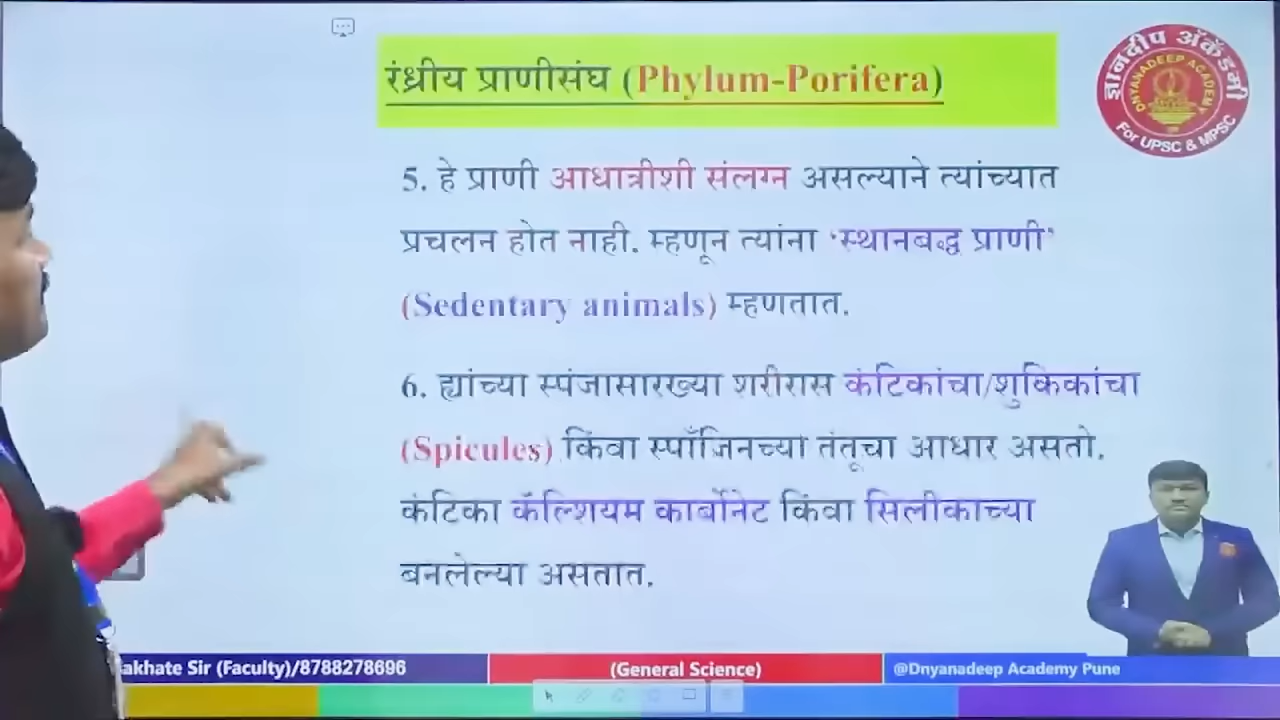 रंध्रीय प्राणीसंघ (Phylum-Porifera)
ज्ञानदीप अ‍ॅकॅडमी
DNYANADEEP ACADEMY
For UPSC & MPSC
5. हे प्राणी आधात्रीशी संलग्न असल्याने त्यांच्यात
प्रचलन होत नाही. म्हणून त्यांना ‘स्थानबद्ध प्राणी’
(Sedentary animals) म्हणतात.
6. ह्यांच्या स्पंजासारख्या शरीरास कंटिकांचा/शुकिकांचा
(Spicules) किंवा स्पाँजिनच्या तंतूचा आधार असतो.
कंटिका कॅल्शियम कार्बोनेट किंवा सिलीकाच्या
बनलेल्या असतात.
akhate Sir (Faculty)/8788278696
(General Science)
@Dnyanadeep Academy Pune